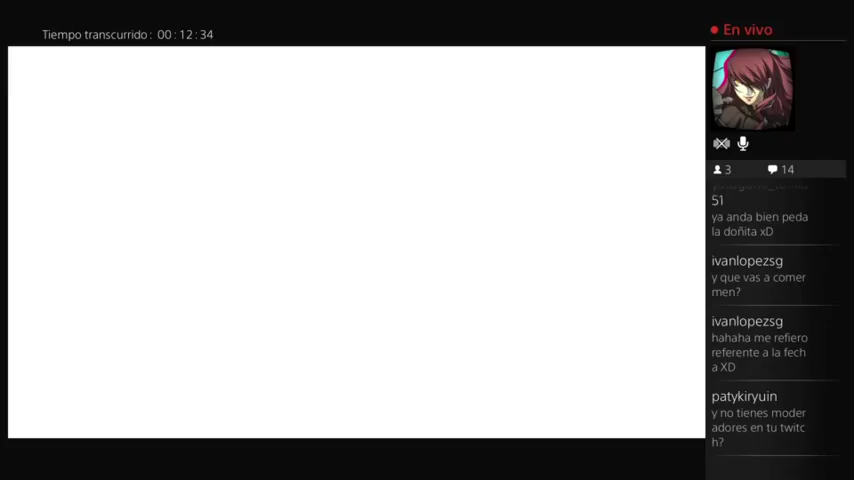 Tiempo transcurrido: 00:12:34
En vivo
3
14
51
ya anda bien peda
la doñita xD
ivanlopezsg
y que vas a comer
men?
ivanlopezsg
hahaha me refiero
referente a la fech
a XD
patykiryuin
y no tienes moder
adores en tu twitc
h?